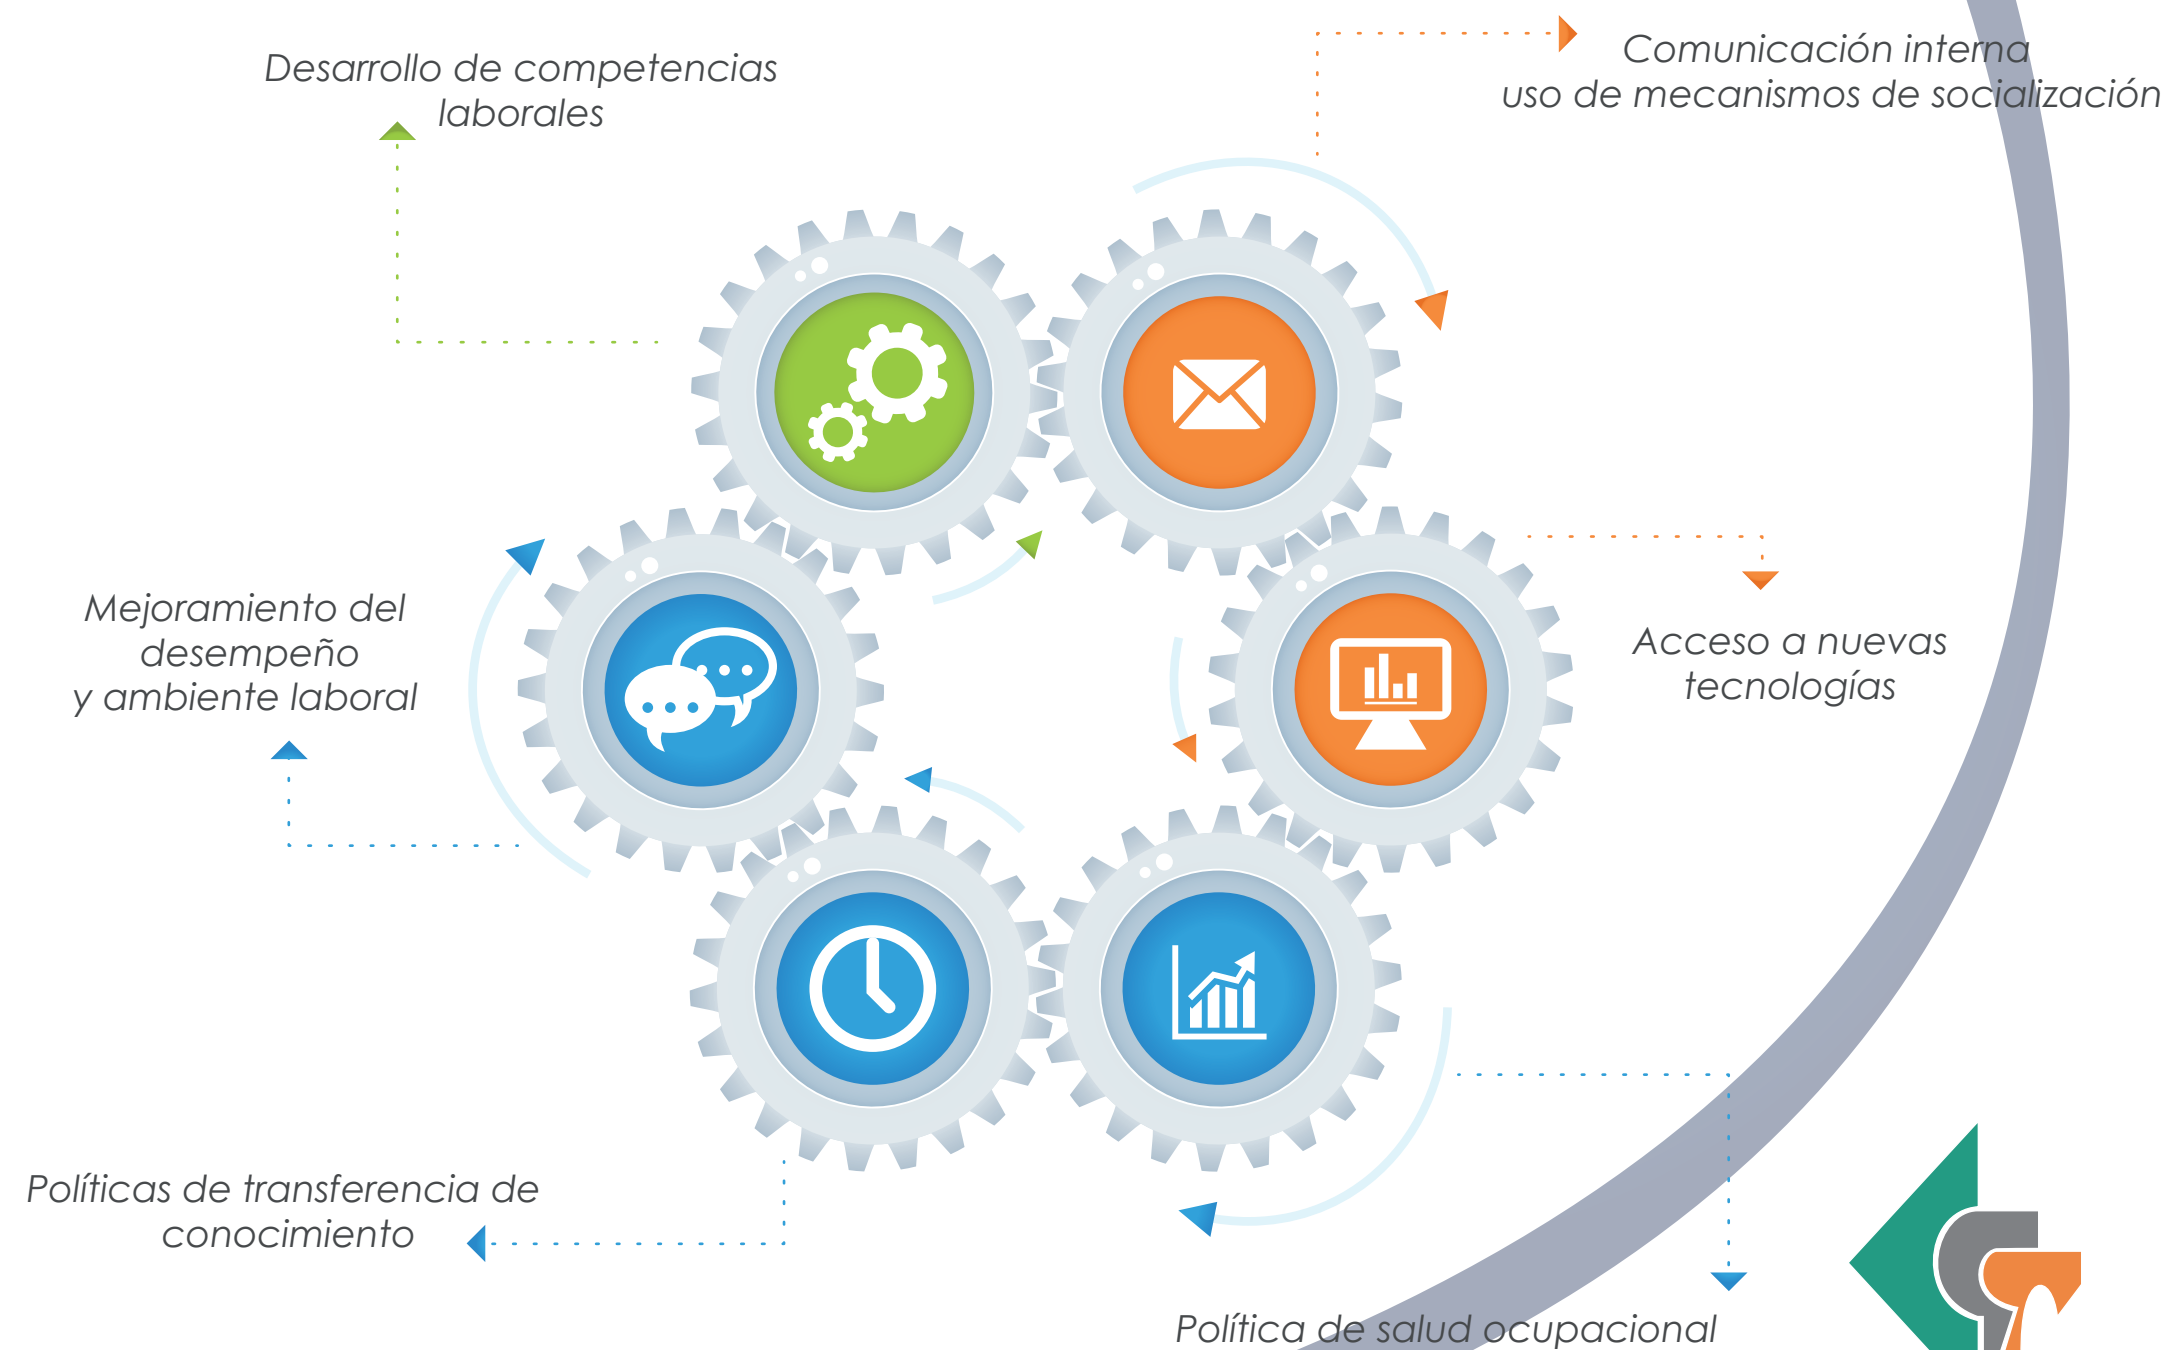 Desarrollo de competencias
laborales
Comunicación interna
uso de mecanismos de socialización
Mejoramiento del
desempeño
y ambiente laboral
Acceso a nuevas
tecnologías
Políticas de transferencia de
conocimiento
Política de salud ocupacional